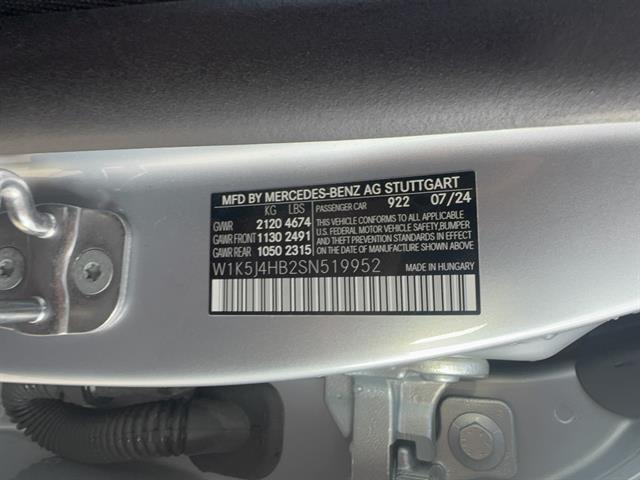 MFD BY MERCEDES-BENZ AG STUTTGART
KG LBS PASSENGER CAR 922 07/24
GVWR 2120 4674 THIS VEHICLE CONFORMS TO ALL APPLICABLE
GAWR FRONT 1130 2491 U.S. FEDERAL MOTOR VEHICLE SAFETY,BUMPER
GAWR REAR 1050 2315 AND THEFT PREVENTION STANDARDS IN EFFECT
ON THE DATE OF MANUFACTURE SHOWN ABOVE
W1K5J4HB2SN519952 MADE IN HUNGARY